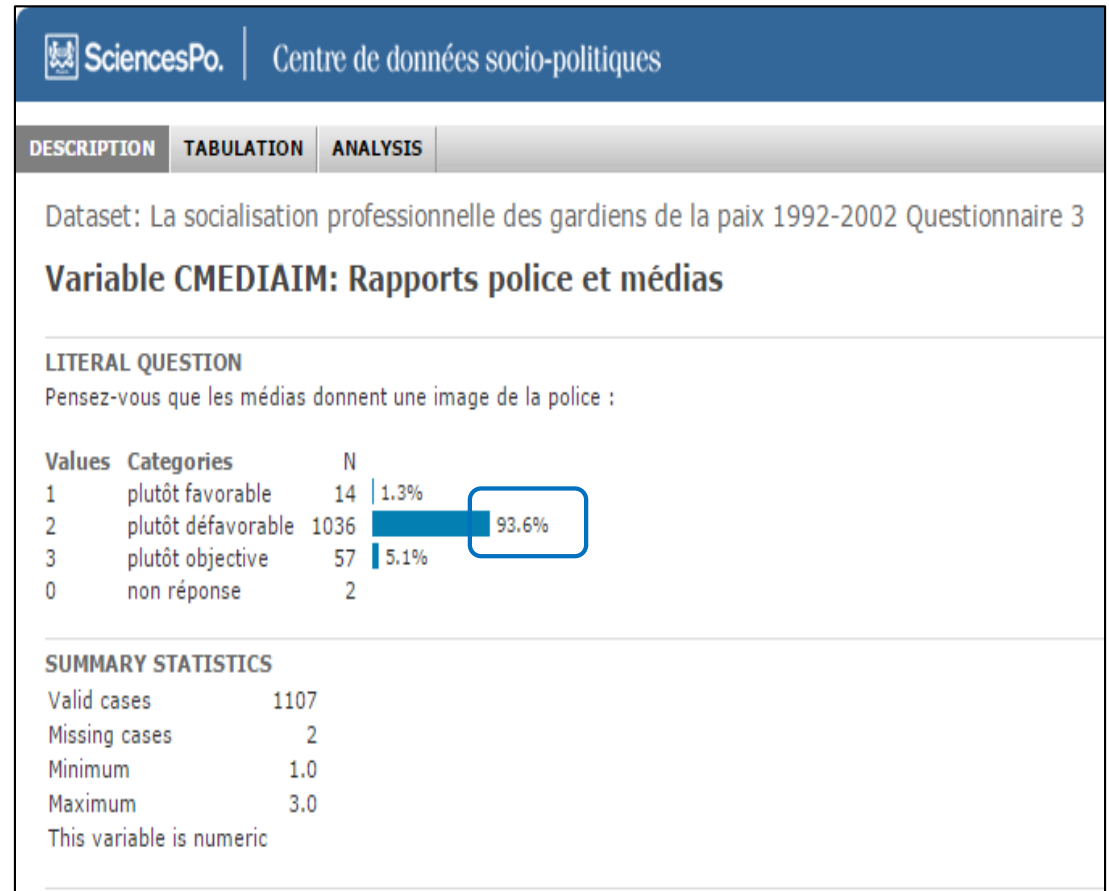 SciencesPo. Centre de données socio-politiques
DESCRIPTION TABULATION ANALYSIS
Dataset: La socialisation professionnelle des gardiens de la paix 1992-2002 Questionnaire 3
Variable CMEDIAIM: Rapports police et médias
LITERAL QUESTION
Pensez-vous que les médias donnent une image de la police :
Values Categories N
1 plutôt favorable 14 1.3%
2 plutôt défavorable 1036 93.6%
3 plutôt objective 57 5.1%
0 non réponse 2
SUMMARY STATISTICS
Valid cases 1107
Missing cases 2
Minimum 1.0
Maximum 3.0
This variable is numeric